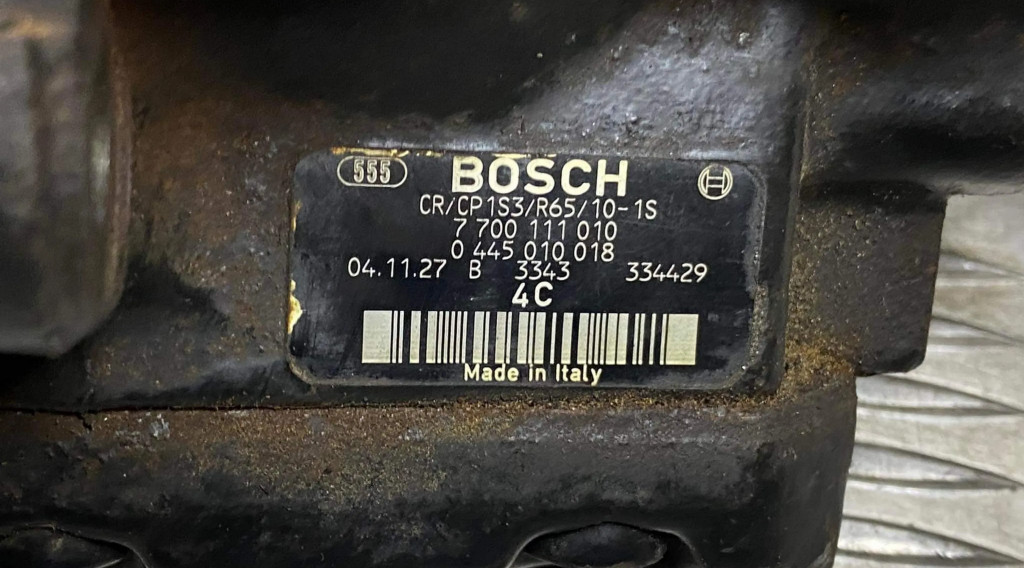 555 BOSCH
CR/CP1S3/R65/10-1S
7 700 111 010
0 445 010 018
04.11.27 B 3343 334429
4C
Made in Italy